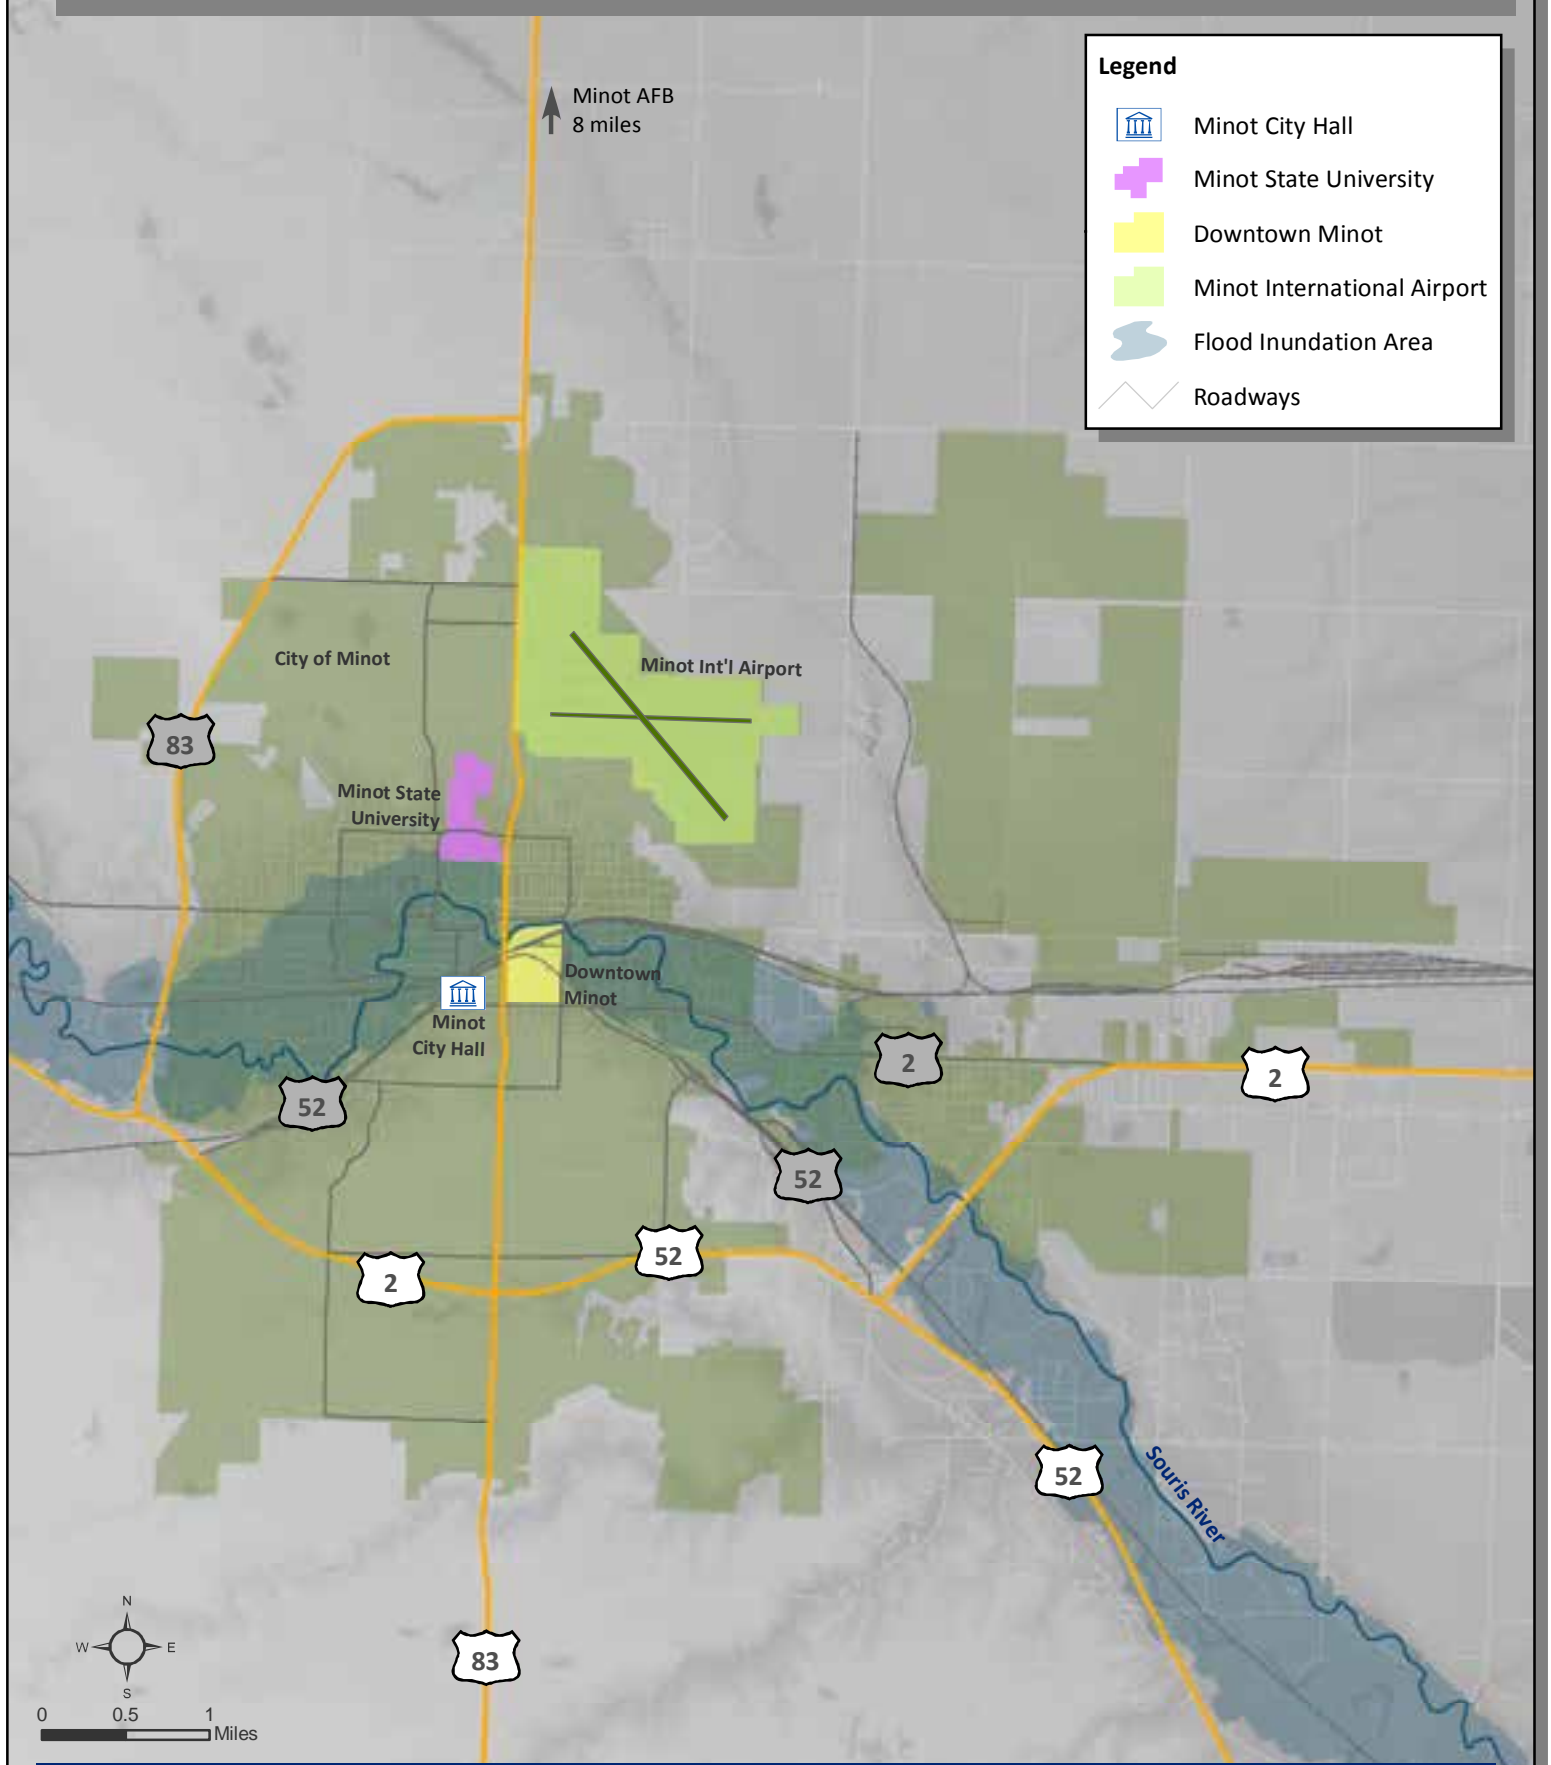 Minot AFB
8 miles
Legend
Minot City Hall
Minot State University
Downtown Minot
Minot International Airport
Flood Inundation Area
Roadways
City of Minot
Minot Int'l Airport
83
Minot State
University
Downtown
Minot
Minot
City Hall
2
2
52
52
52
2
52
Souris River
83
N
W
E
S
0
0.5
1
Miles